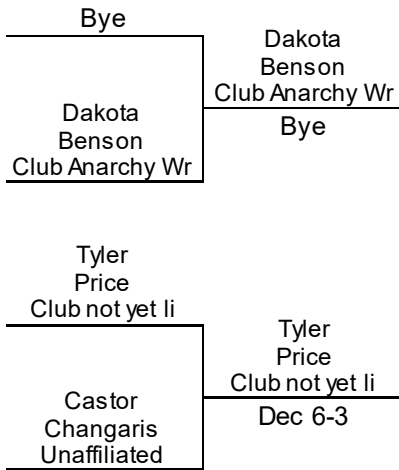 Bye
Dakota
Benson
Club Anarchy Wr
Dakota
Benson
Club Anarchy Wr
Bye
Tyler
Price
Club not yet li
Castor
Changaris
Unaffiliated
Tyler
Price
Club not yet li
Dec 6-3